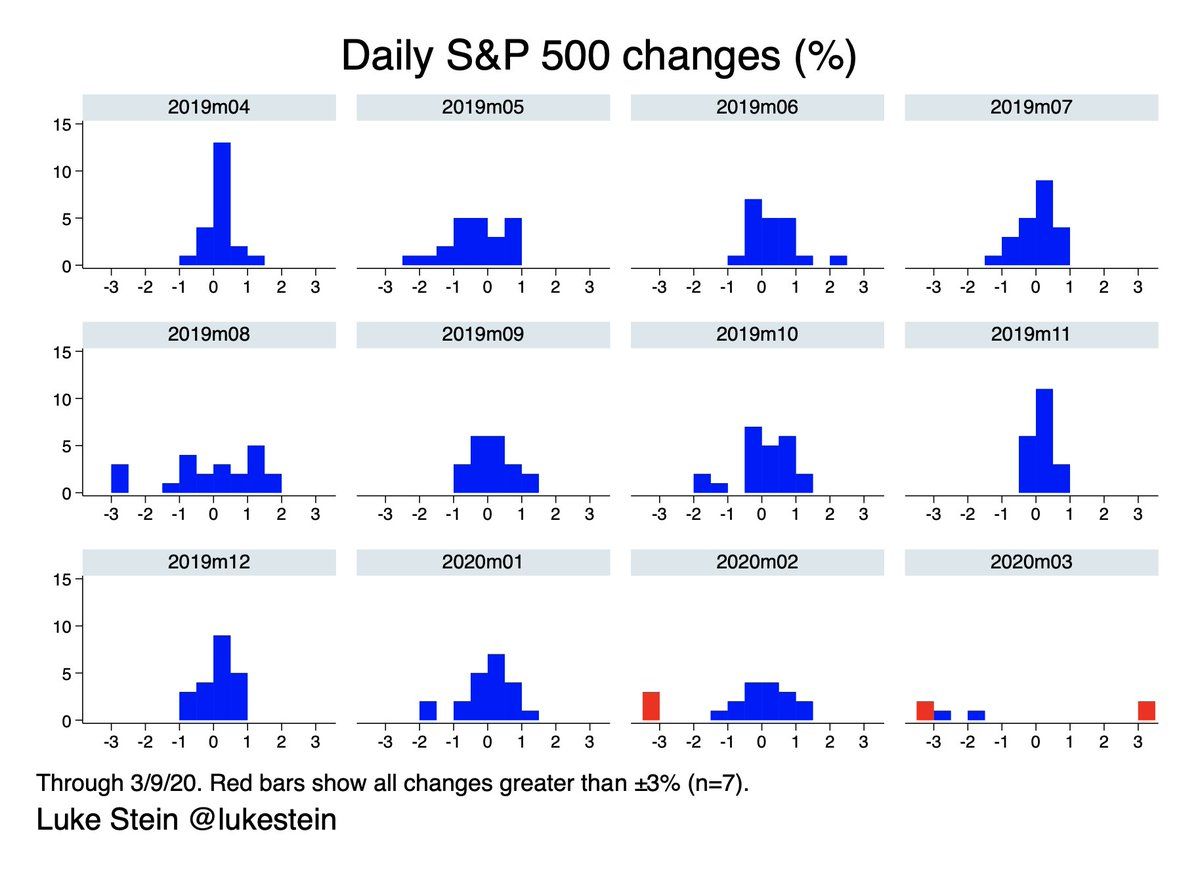 Daily S&P 500 changes (%)
2019m04 2019m05 2019m06 2019m07
15
10
5
0
-3 -2 -1 0 1 2 3 -3 -2 -1 0 1 2 3 -3 -2 -1 0 1 2 3 -3 -2 -1 0 1 2 3
2019m08 2019m09 2019m10 2019m11
15
10
5
0
-3 -2 -1 0 1 2 3 -3 -2 -1 0 1 2 3 -3 -2 -1 0 1 2 3 -3 -2 -1 0 1 2 3
2019m12 2020m01 2020m02 2020m03
15
10
5
0
-3 -2 -1 0 1 2 3 -3 -2 -1 0 1 2 3 -3 -2 -1 0 1 2 3 -3 -2 -1 0 1 2 3
Through 3/9/20. Red bars show all changes greater than ±3% (n=7).
Luke Stein @lukestein